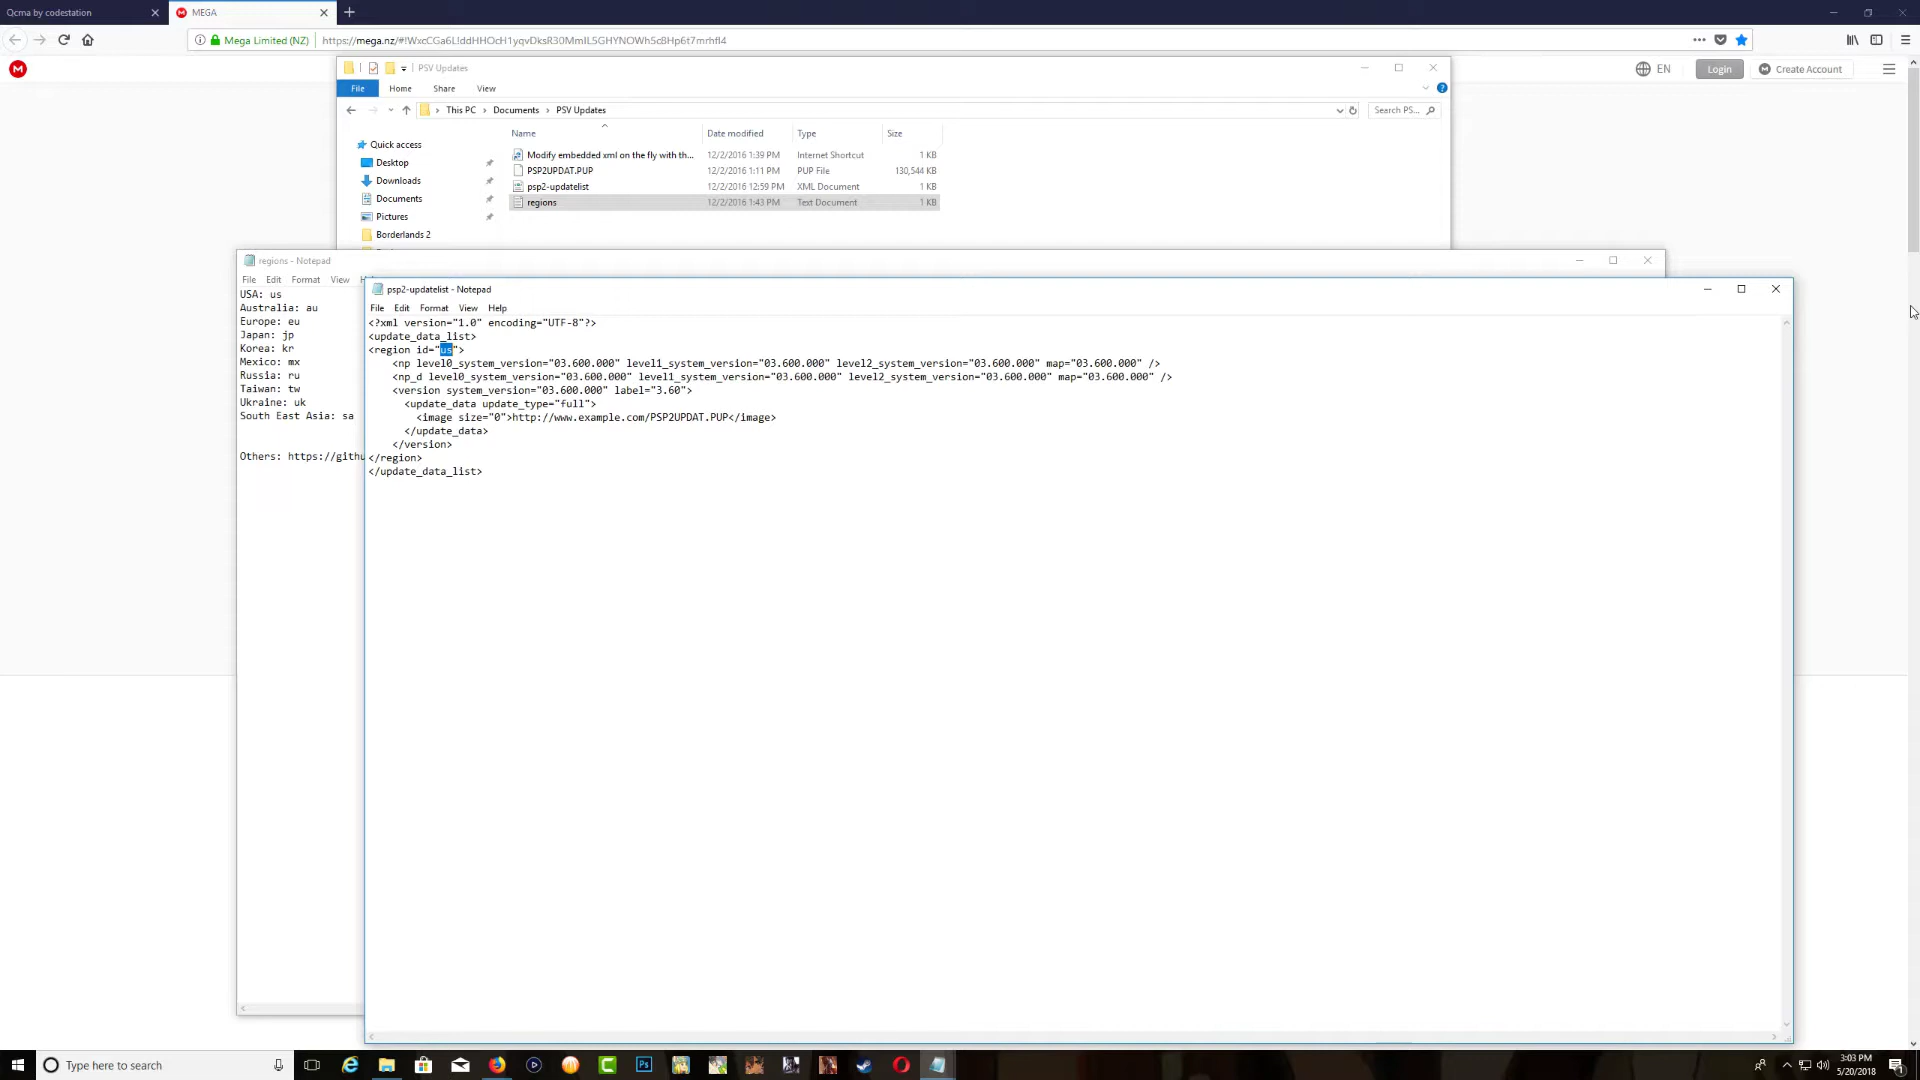 Qcma by codestation
MEGA
Mega Limited (NZ)
https://mega.nz/#!WxcCGa6L!ddHHOcH1yqvDksR30MmIL5GHYNOWh5c8Hp6t7mrhfI4
EN
Login
Create Account
PSV Updates
File
Home
Share
View
This PC
Documents
PSV Updates
Search PS...
Name
Date modified
Type
Size
Quick access
Desktop
Downloads
Documents
Pictures
Borderlands 2
Modify embedded xml on the fly with th... 12/2/2016 1:39 PM Internet Shortcut 1 KB
PSP2UPDAT.PUP 12/2/2016 1:11 PM PUP File 130,544 KB
psp2-updatelist 12/2/2016 12:59 PM XML Document 1 KB
regions 12/2/2016 1:43 PM Text Document 1 KB
regions - Notepad
File Edit Format View
USA: us
Australia: au
Europe: eu
Japan: jp
Korea: kr
Mexico: mx
Russia: ru
Taiwan: tw
Ukraine: uk
South East Asia: sa
Others: https://githu
psp2-updatelist - Notepad
File Edit Format View Help
<?xml version="1.0" encoding="UTF-8"?>
<update_data_list>
<region id="us">
<np level0_system_version="03.600.000" level1_system_version="03.600.000" level2_system_version="03.600.000" map="03.600.000" />
<np_d level0_system_version="03.600.000" level1_system_version="03.600.000" level2_system_version="03.600.000" map="03.600.000" />
<version system_version="03.600.000" label="3.60">
<update_data update_type="full">
<image size="0">http://www.example.com/PSP2UPDAT.PUP</image>
</update_data>
</version>
</region>
</update_data_list>
Type here to search
3:03 PM
5/20/2018